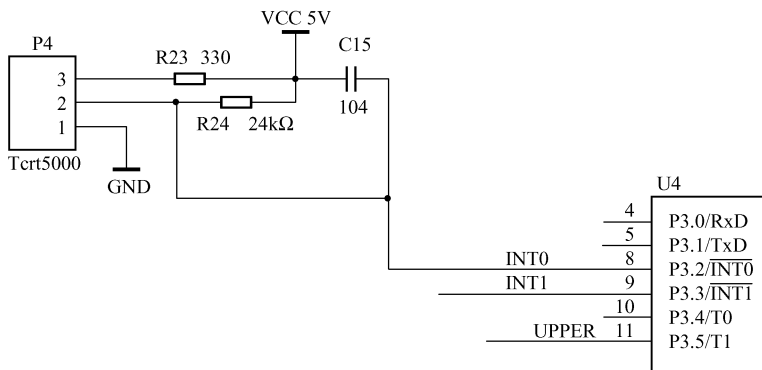 VCC 5V
P4
R23 330
C15
3
2
1
R24 24kΩ
104
Tcrt5000
GND
U4
4 P3.0/RxD
5 P3.1/TxD
INT0 8 P3.2/INT0
INT1 9 P3.3/INT1
10 P3.4/T0
UPPER 11 P3.5/T1